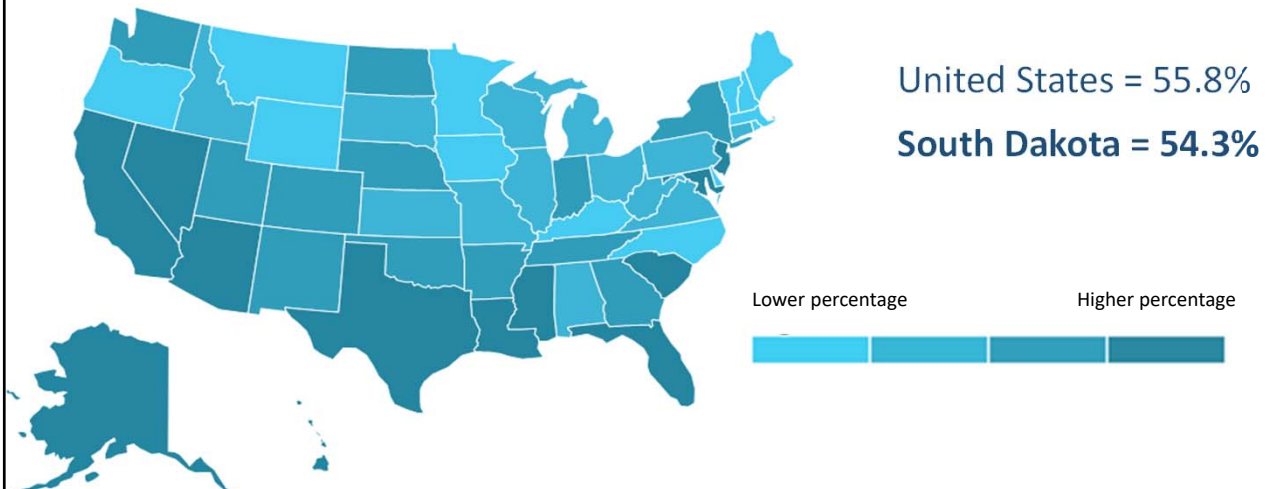 United States = 55.8%
South Dakota = 54.3%
Lower percentage Higher percentage